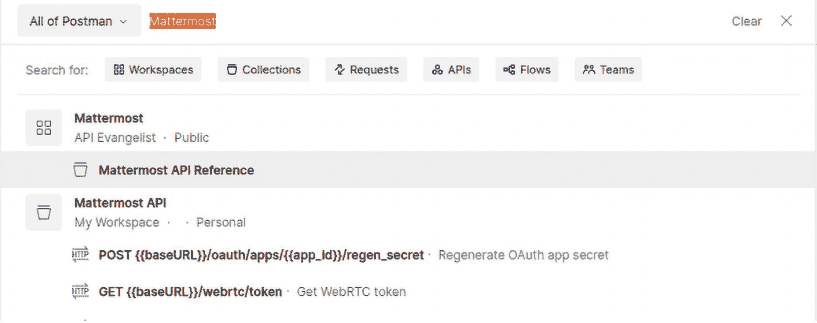 All of Postman Mattermost Clear
Search for: Workspaces Collections Requests APIs Flows Teams
Mattermost
API Evangelist · Public
Mattermost API Reference
Mattermost API
My Workspace · · Personal
HTTP POST {{baseURL}}/oauth/apps/{{app_id}}/regen_secret · Regenerate OAuth app secret
HTTP GET {{baseURL}}/webrtc/token · Get WebRTC token